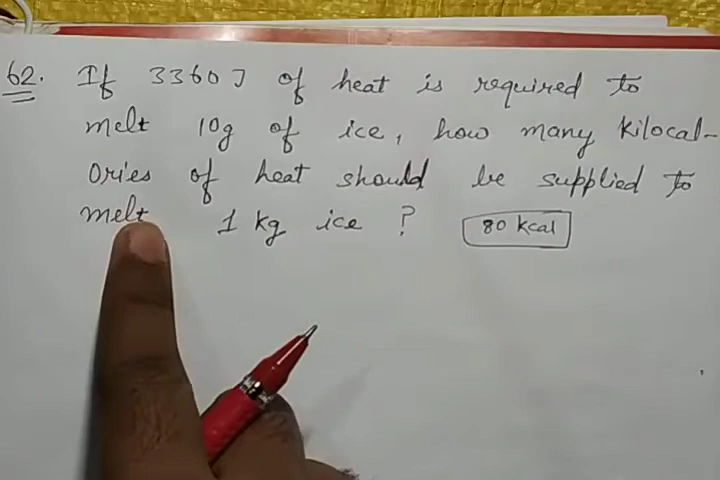 62. If 3360J of heat is required to
melt 10g of ice, how many kilocal-
Ories of heat should be supplied to
melt 1 kg ice ? 80 kcal